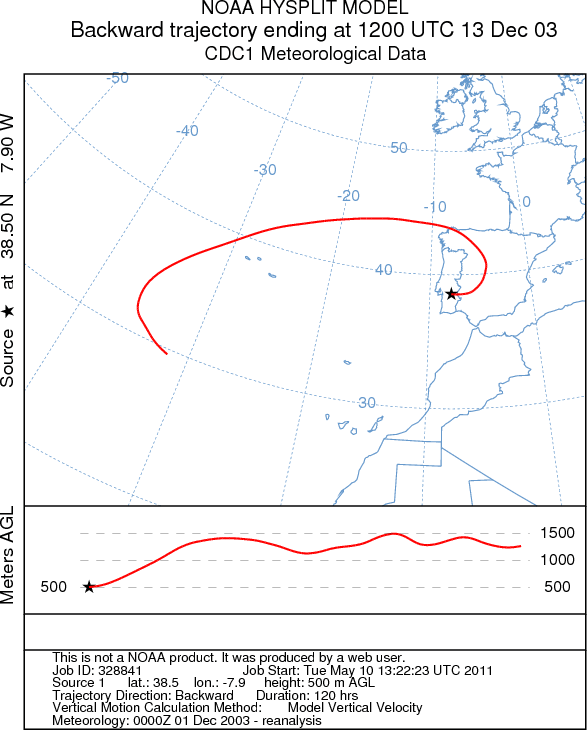 NOAA HYSPLIT MODEL
Backward trajectory ending at 1200 UTC 13 Dec 03
CDC1 Meteorological Data
Source ★ at 38.50 N 7.90 W
-50
-40
-30
-20
-10
0
50
40
30
Meters AGL
1500
1000
500
500
This is not a NOAA product. It was produced by a web user.
Job ID: 328841 Job Start: Tue May 10 13:22:23 UTC 2011
Source 1 lat.: 38.5 lon.: -7.9 height: 500 m AGL
Trajectory Direction: Backward Duration: 120 hrs
Vertical Motion Calculation Method: Model Vertical Velocity
Meteorology: 0000Z 01 Dec 2003 - reanalysis